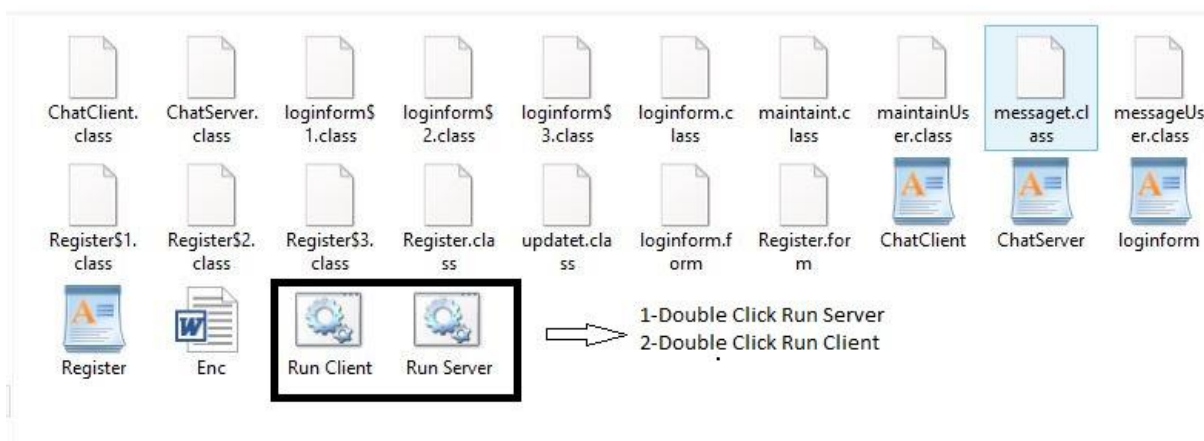 ChatClient. ChatServer. loginform$ loginform$ loginform$ loginform.c maintaint.c maintainUs messaget.cl messageUs
class class 1.class 2.class 3.class lass lass er.class ass er.class
Register$1. Register$2. Register$3. Register.cla updatet.cla loginform.f Register.for ChatClient ChatServer loginform
class class class ss ss orm m
1-Double Click Run Server
2-Double Click Run Client
Register Enc Run Client Run Server